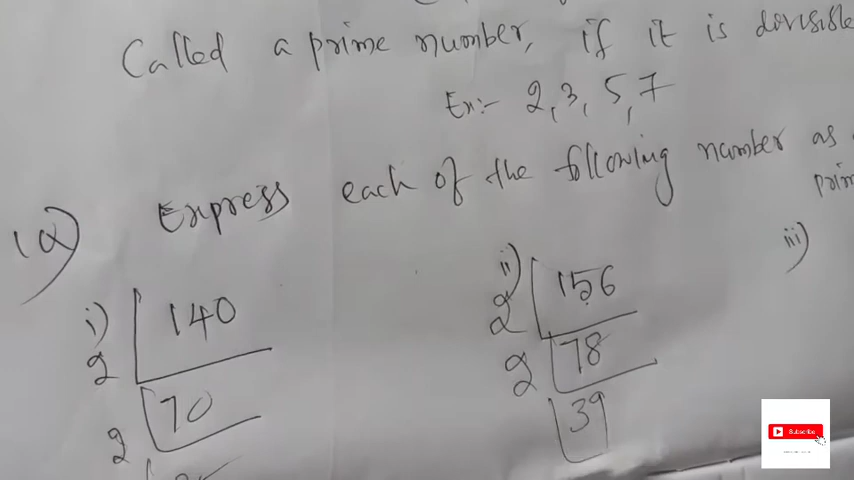 Called a prime number, if it is divisible
Ex:- 2, 3, 5, 7
1a) Express each of the following number as
prim
i) 2 140
2 70
ii) 2 156
2 78
39
iii)
Subscribe